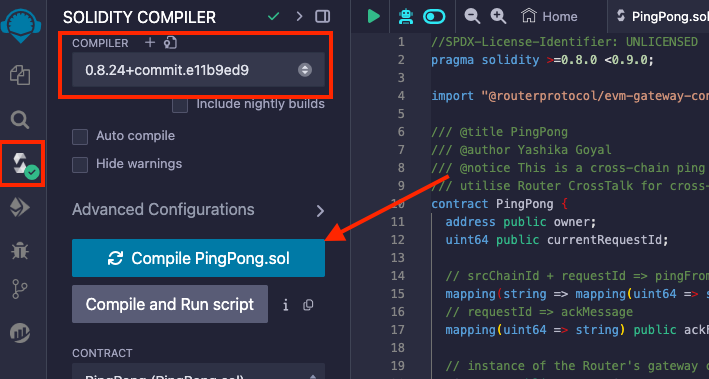 SOLIDITY COMPILER
COMPILER
0.8.24+commit.e11b9ed9
Include nightly builds
Auto compile
Hide warnings
Advanced Configurations
Compile PingPong.sol
Compile and Run script
CONTRACT
Home
PingPong.sol
1 //SPDX-License-Identifier: UNLICENSED
2 pragma solidity >=0.8.0 <0.9.0;
3
4 import "@routerprotocol/evm-gateway-con
5
6 /// @title PingPong
7 /// @author Yashika Goyal
8 /// @notice This is a cross-chain ping
9 /// utilise Router CrossTalk for cross-
10 contract PingPong {
11 address public owner;
12 uint64 public currentRequestId;
13
14 // srcChainId + requestId => pingFrom
15 mapping(string => mapping(uint64 => s
16 // requestId => ackMessage
17 mapping(uint64 => string) public ack
18
19 // instance of the Router's gateway